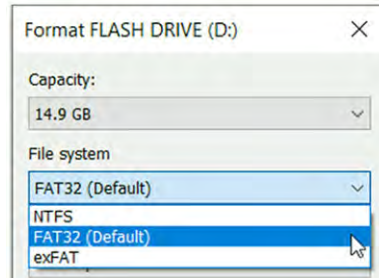 Format FLASH DRIVE (D:)
Capacity:
14.9 GB
File system
FAT32 (Default)
NTFS
FAT32 (Default)
exFAT